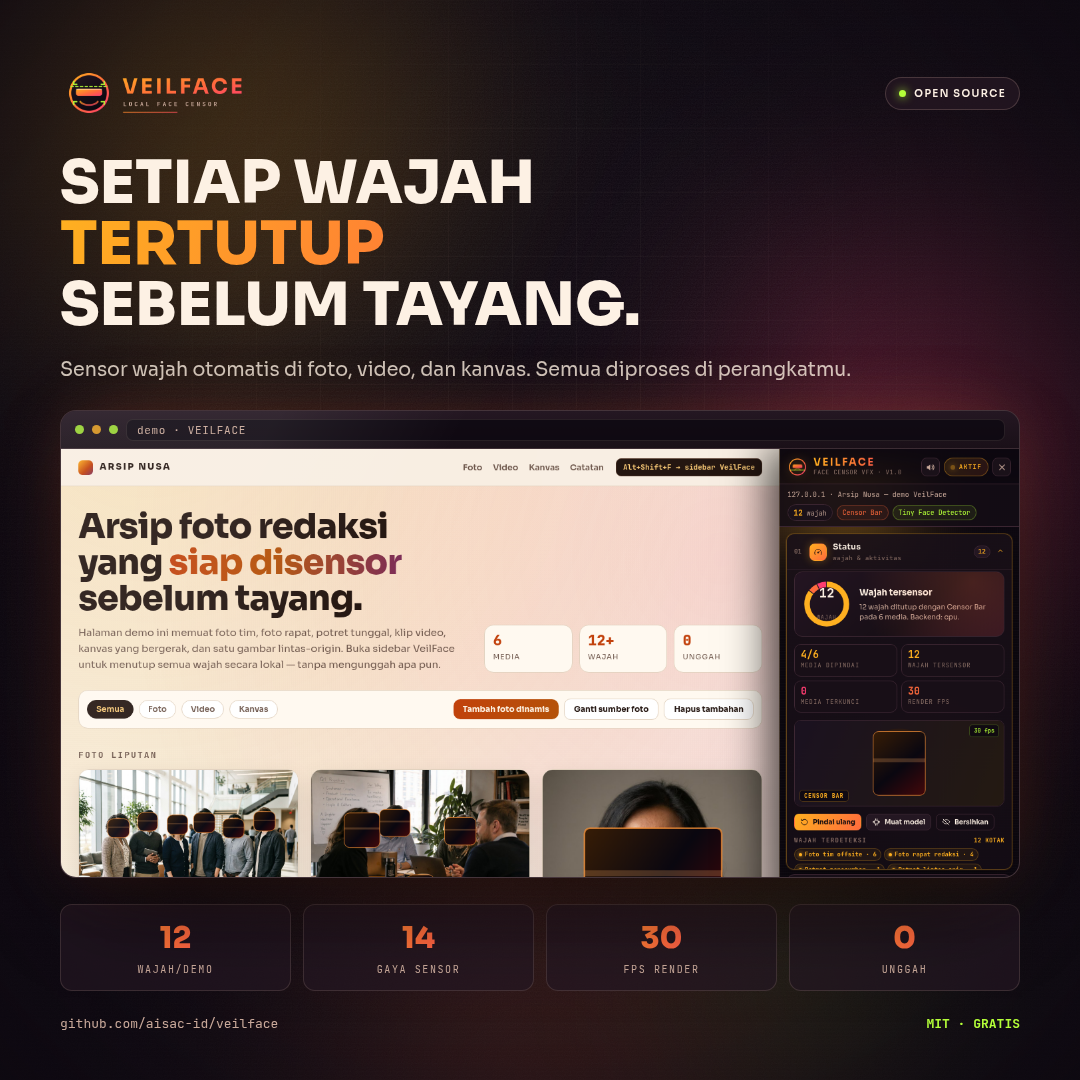 VEILFACE
LOCAL FACE CENSOR
OPEN SOURCE
SETIAP WAJAH
TERTUTUP
SEBELUM TAYANG.
Sensor wajah otomatis di foto, video, dan kanvas. Semua diproses di perangkatmu.
demo · VEILFACE
ARSIP NUSA
Foto Video Kanvas Catatan
Alt+Shift+F → sidebar VeilFace
Arsip foto redaksi
yang siap disensor
sebelum tayang.
Halaman demo ini memuat foto tim, foto rapat, potret tunggal, klip video,
kanvas yang bergerak, dan satu gambar lintas-origin. Buka sidebar VeilFace
untuk menutup semua wajah secara lokal — tanpa mengunggah apa pun.
6
MEDIA
12+
WAJAH
0
UNGGAH
Semua Foto Video Kanvas
Tambah foto dinamis Ganti sumber foto Hapus tambahan
FOTO LIPUTAN
VEILFACE
FACE CENSOR VFX · V1.0
AKTIF
127.0.0.1 · Arsip Nusa — demo VeilFace
12 wajah Censor Bar Tiny Face Detector
01 Status
wajah & aktivitas
12
12
Wajah tersensor
12 wajah ditutup dengan Censor Bar
pada 6 media. Backend: cpu.
4/6
MEDIA DIPINDAI
12
WAJAH TERSENSOR
0
MEDIA TERKUNCI
30
RENDER FPS
30 fps
CENSOR BAR
Pindai ulang Muat model Bersihkan
WAJAH TERDETEKSI 12 KOTAK
Foto tim offsite · 6 Foto rapat redaksi · 4
12
WAJAH/DEMO
14
GAYA SENSOR
30
FPS RENDER
0
UNGGAH
github.com/aisac-id/veilface
MIT · GRATIS